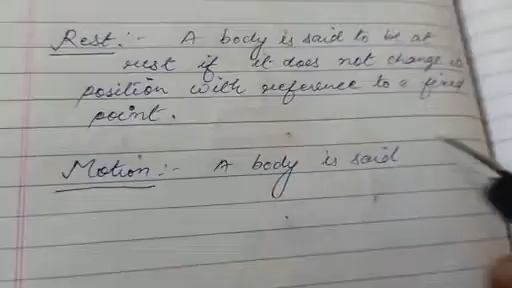 Rest :- A body is said to be at
rest if it does not change its
position with reference to a fixed
point.
Motion :- A body is said